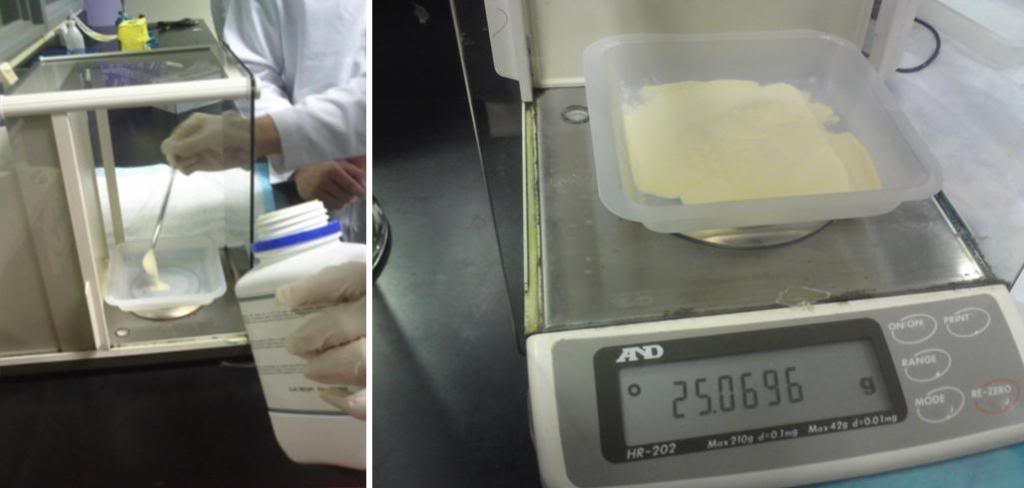 ON:OFF
PRINT
RANGE
MODE
RE-ZERO
AND
25.0696 g
HR-202
Max 210g d=0.1mg Max 42g d=0.01mg